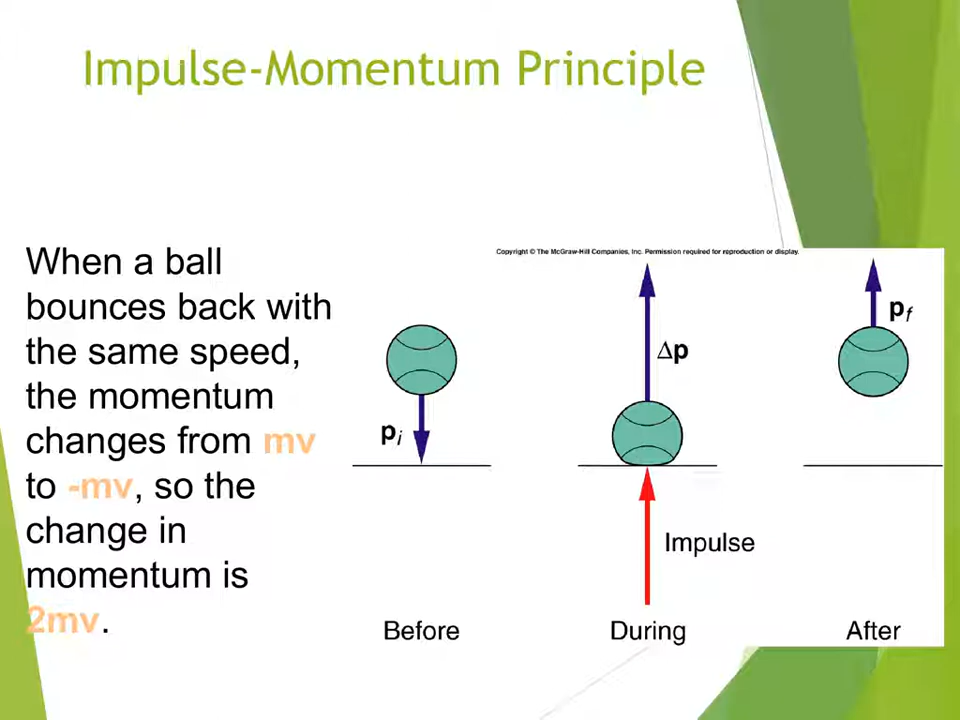 Impulse-Momentum Principle
Copyright © The McGraw-Hill Companies, Inc. Permission required for reproduction or display.
When a ball
bounces back with
the same speed,
the momentum
changes from mv
to -mv, so the
change in
momentum is
2mv.
pi
Δp
pf
Impulse
Before
During
After